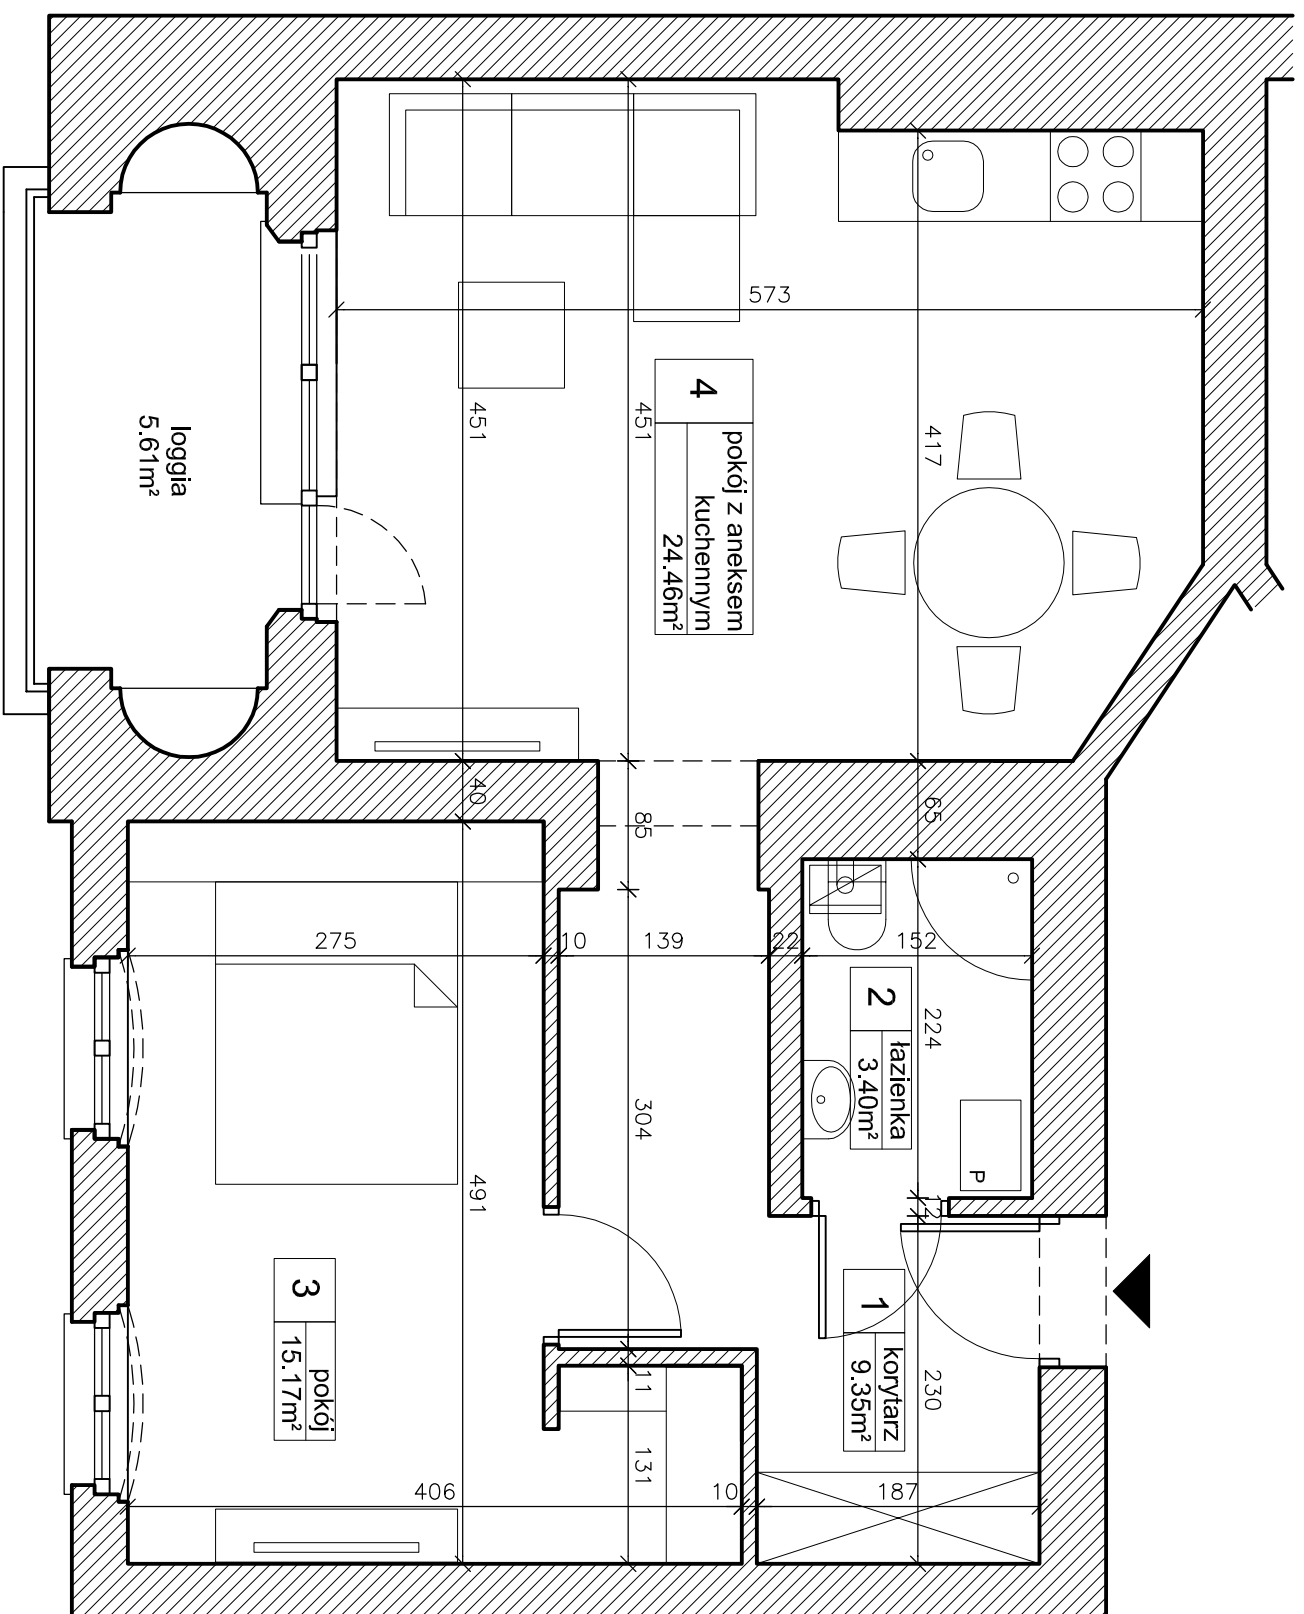 573
451
451
417
4
pokój z aneksem
kuchennym
24.46m²
loggia
5.61m²
40
85
65
275
10
139
22
152
2
łazienka
3.40m²
224
304
491
P
12
1
korytarz
9.35m²
230
3
pokój
15.17m²
11
131
406
10
187